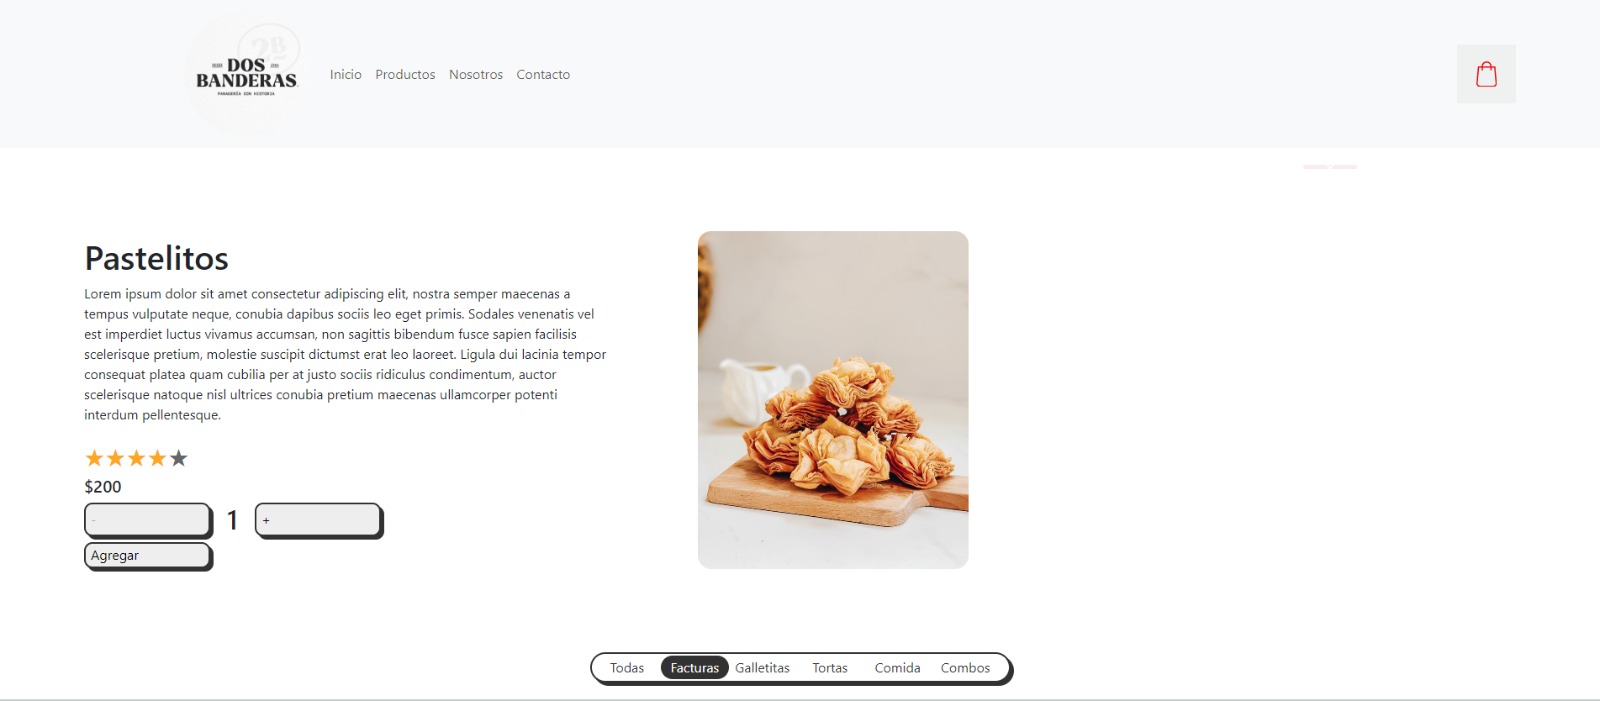 2B
DOS
BANDERAS
PANADERÍA CON HISTORIA
Inicio Productos Nosotros Contacto
Pastelitos
Lorem ipsum dolor sit amet consectetur adipiscing elit, nostra semper maecenas a
tempus vulputate neque, conubia dapibus sociis leo eget primis. Sodales venenatis vel
est imperdiet luctus vivamus accumsan, non sagittis bibendum fusce sapien facilisis
scelerisque pretium, molestie suscipit dictumst erat leo laoreet. Ligula dui lacinia tempor
consequat platea quam cubilia per at justo sociis ridiculus condimentum, auctor
scelerisque natoque nisl ultrices conubia pretium maecenas ullamcorper potenti
interdum pellentesque.
$200
- 1 +
Agregar
Todas Facturas Galletitas Tortas Comida Combos